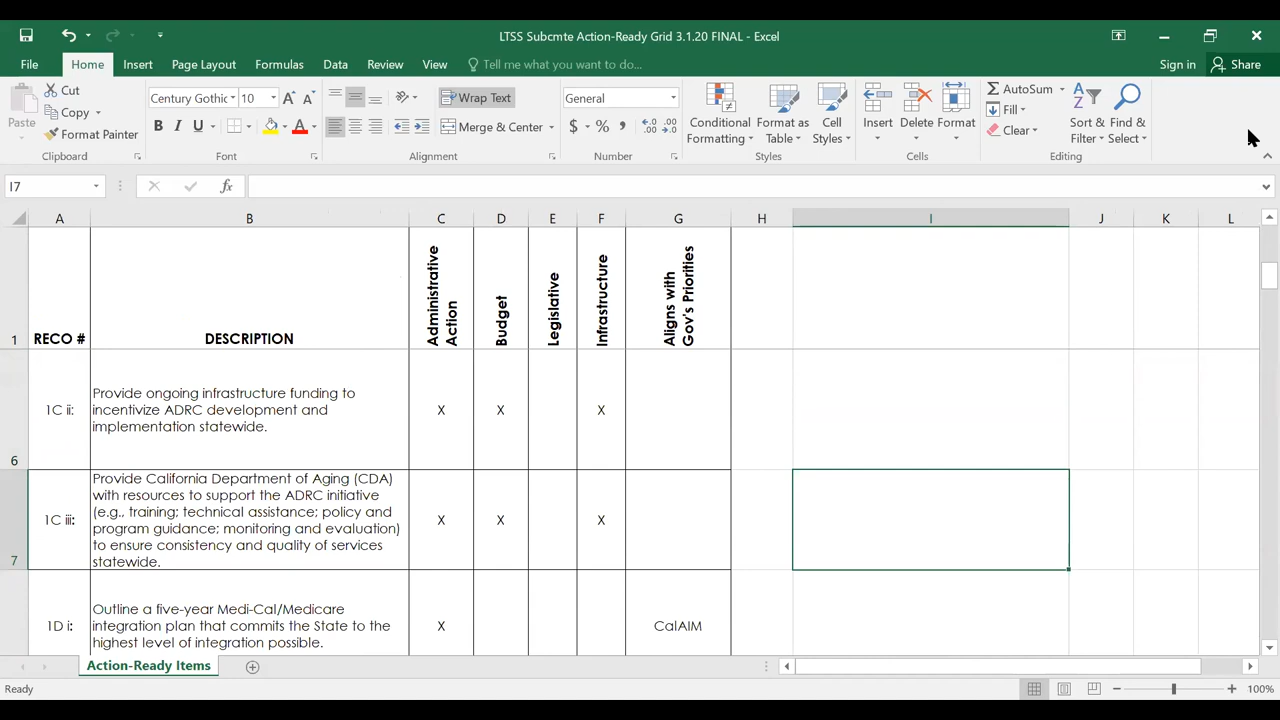 LTSS Subcmte Action-Ready Grid 3.1.20 FINAL - Excel
File Home Insert Page Layout Formulas Data Review View Tell me what you want to do... Sign in Share
Paste
Cut
Copy
Format Painter
Clipboard
Century Gothic 10
B I U
Font
Wrap Text
Merge & Center
Alignment
General
$ % ,
Number
Conditional
Formatting
Format as
Table
Cell
Styles
Styles
Insert Delete Format
Cells
AutoSum
Fill
Clear
Sort &
Filter
Find &
Select
Editing
I7
fx
A B C D E F G H I J K L
1
RECO #
DESCRIPTION
Administrative
Action
Budget
Legislative
Infrastructure
Aligns with
Gov's Priorities
6
1C ii:
Provide ongoing infrastructure funding to
incentivize ADRC development and
implementation statewide.
X X X
7
1C iii:
Provide California Department of Aging (CDA)
with resources to support the ADRC initiative
(e.g., training; technical assistance; policy and
program guidance; monitoring and evaluation)
to ensure consistency and quality of services
statewide.
X X X
1D i:
Outline a five-year Medi-Cal/Medicare
integration plan that commits the State to the
highest level of integration possible.
X CalAIM
Action-Ready Items
Ready
100%